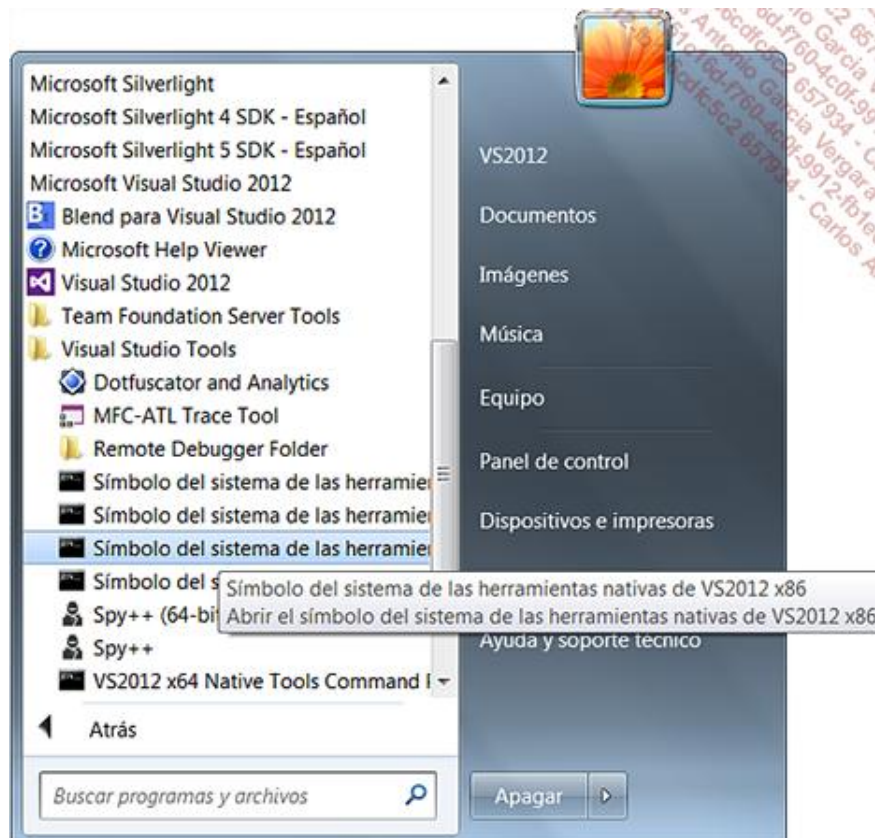 Microsoft Silverlight
Microsoft Silverlight 4 SDK - Español
Microsoft Silverlight 5 SDK - Español
Microsoft Visual Studio 2012
Blend para Visual Studio 2012
Microsoft Help Viewer
Visual Studio 2012
Team Foundation Server Tools
Visual Studio Tools
Dotfuscator and Analytics
MFC-ATL Trace Tool
Remote Debugger Folder
Símbolo del sistema de las herramie
Símbolo del sistema de las herramie
Símbolo del sistema de las herramie
Símbolo del s
Símbolo del sistema de las herramientas nativas de VS2012 x86
Abrir el símbolo del sistema de las herramientas nativas de VS2012 x86
Spy++ (64-bi
Spy++
VS2012 x64 Native Tools Command
Atrás
Buscar programas y archivos
VS2012
Documentos
Imágenes
Música
Equipo
Panel de control
Dispositivos e impresoras
Ayuda y soporte técnico
Apagar